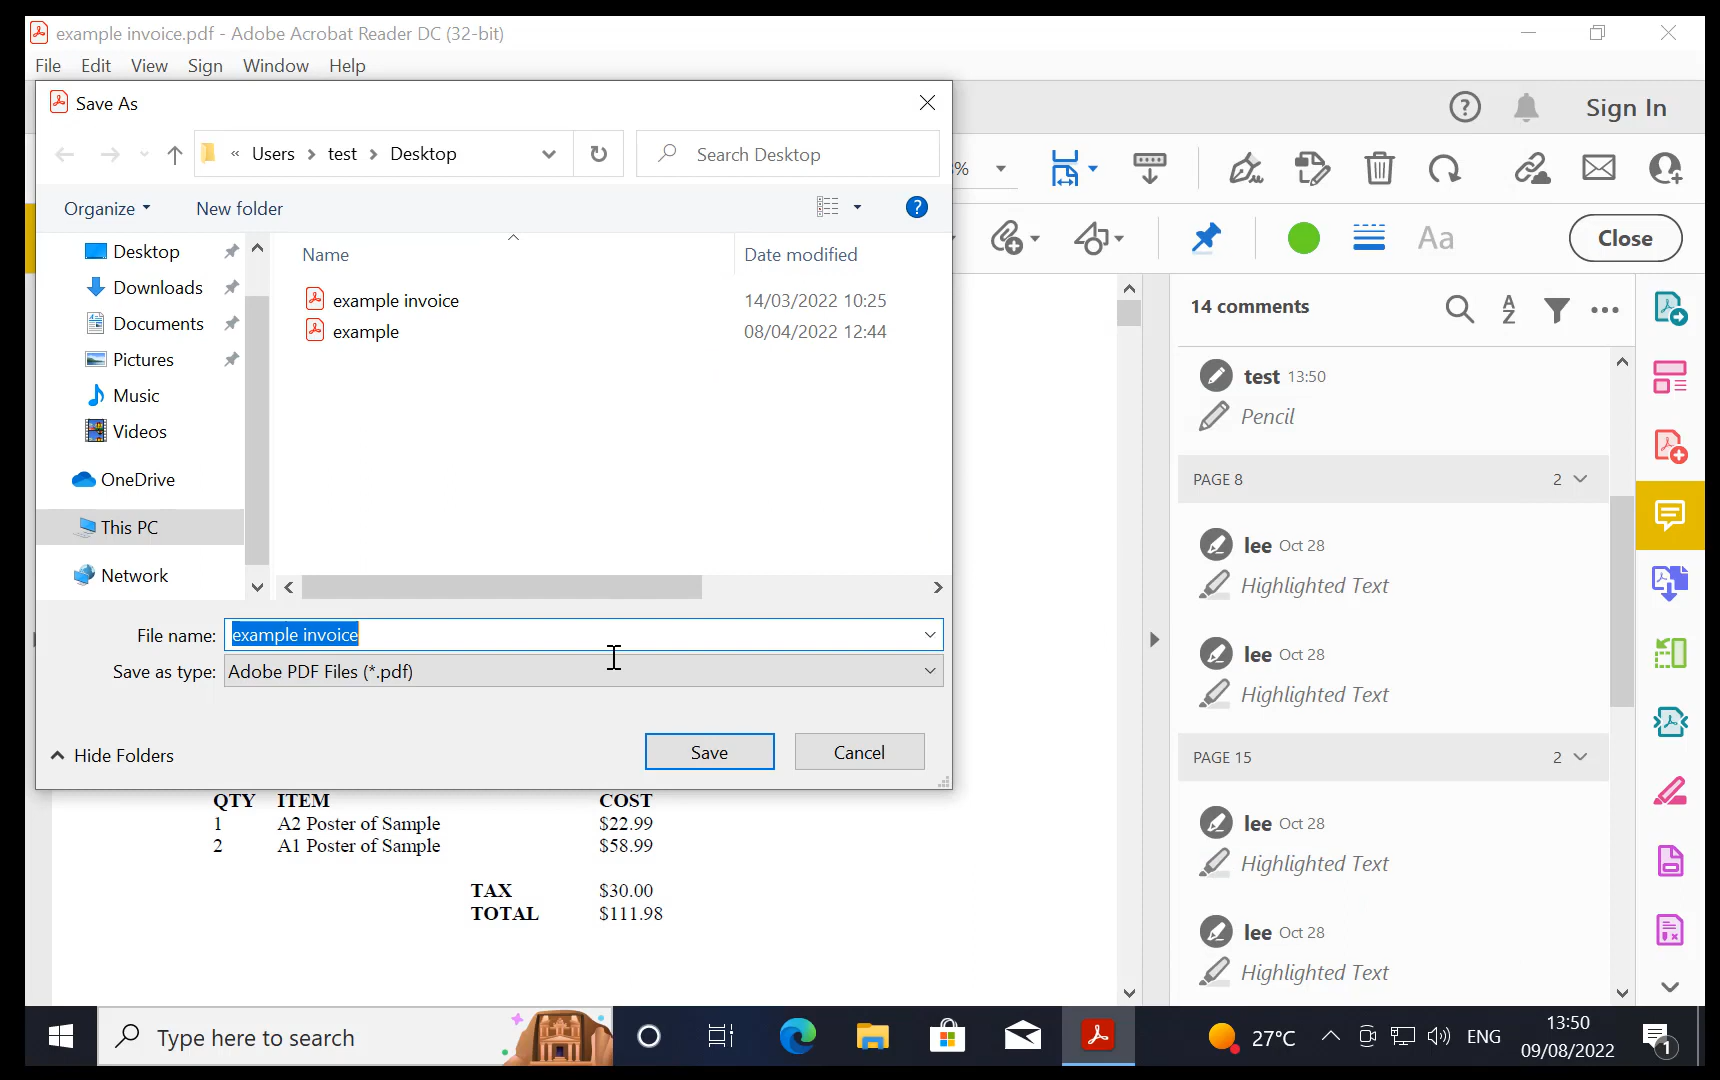 example invoice.pdf - Adobe Acrobat Reader DC (32-bit)
File Edit View Sign Window Help
Save As
Sign In
« Users > test > Desktop
Search Desktop
%
Organize
New folder
?
Aa
Close
Desktop
Downloads
Documents
Pictures
Music
Videos
OneDrive
This PC
Network
Name
Date modified
example invoice 14/03/2022 10:25
example 08/04/2022 12:44
File name: example invoice
Save as type: Adobe PDF Files (*.pdf)
Hide Folders
Save
Cancel
14 comments
A
Z
test 13:50
Pencil
PAGE 8 2
lee Oct 28
Highlighted Text
lee Oct 28
Highlighted Text
PAGE 15 2
lee Oct 28
Highlighted Text
lee Oct 28
Highlighted Text
QTY ITEM COST
1 A2 Poster of Sample $22.99
2 A1 Poster of Sample $58.99
TAX $30.00
TOTAL $111.98
Type here to search
27°C
ENG
13:50
09/08/2022
1